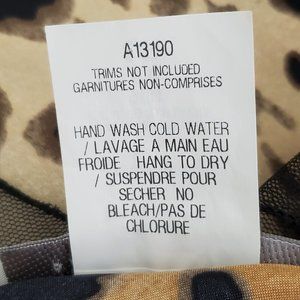 A13190
TRIMS NOT INCLUDED
GARNITURES NON-COMPRISES
HAND WASH COLD WATER
/ LAVAGE A MAIN EAU
FROIDE HANG TO DRY
/ SUSPENDRE POUR
SECHER NO
BLEACH/PAS DE
CHLORURE